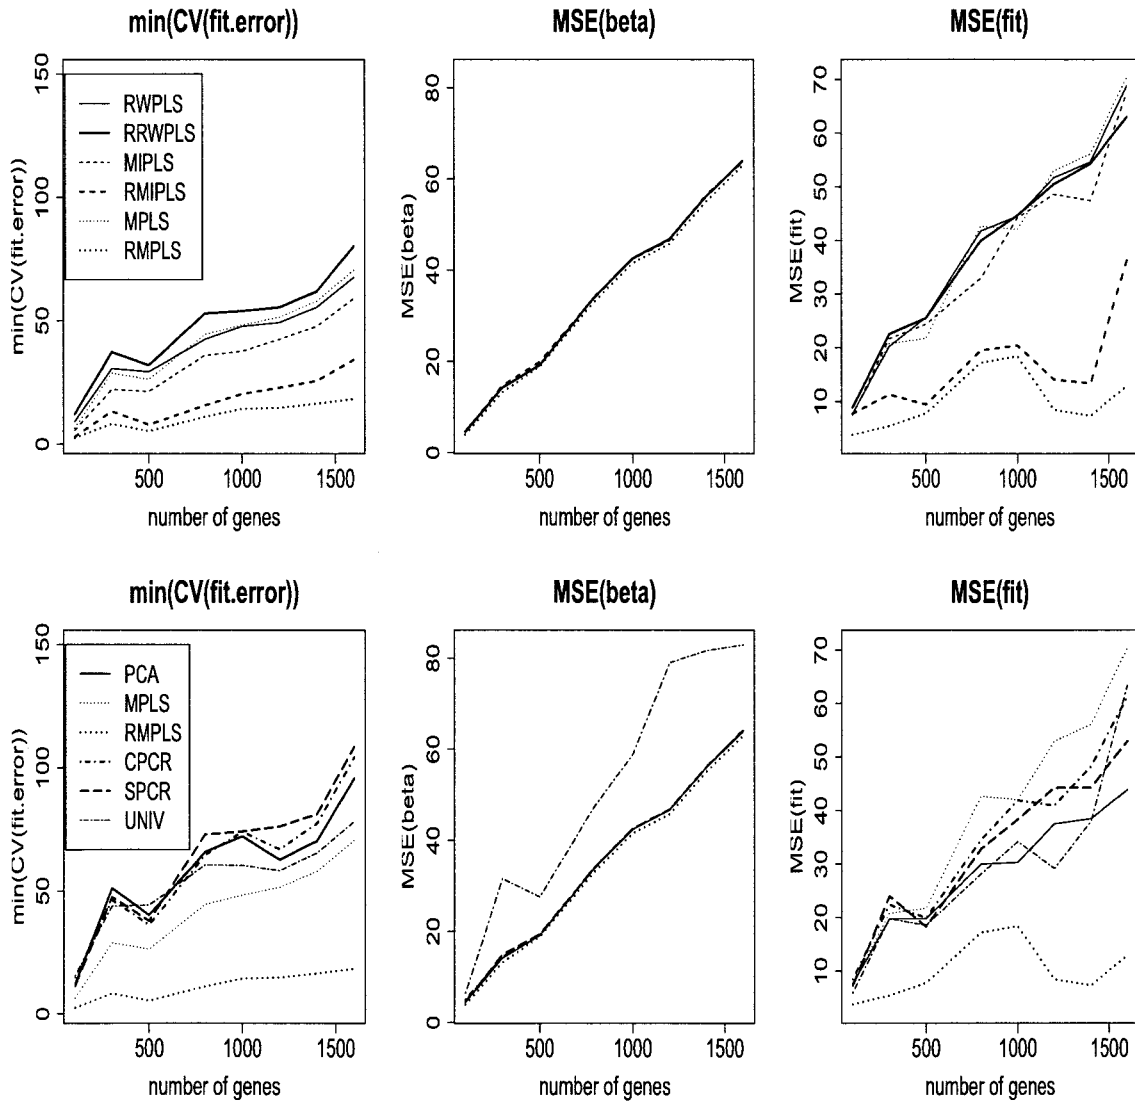 min(CV(fit.error))
MSE(beta)
MSE(fit)
min(CV(fit.error))
0
50
100
150
RWPLS
RRWPLS
MIPLS
RMIPLS
MPLS
RMPLS
500
1000
1500
number of genes
MSE(beta)
0
20
40
60
80
500
1000
1500
number of genes
MSE(fit)
10
20
30
40
50
60
70
500
1000
1500
number of genes
min(CV(fit.error))
MSE(beta)
MSE(fit)
min(CV(fit.error))
0
50
100
150
PCA
MPLS
RMPLS
CPCR
SPCR
UNIV
500
1000
1500
number of genes
MSE(beta)
0
20
40
60
80
500
1000
1500
number of genes
MSE(fit)
10
20
30
40
50
60
70
500
1000
1500
number of genes